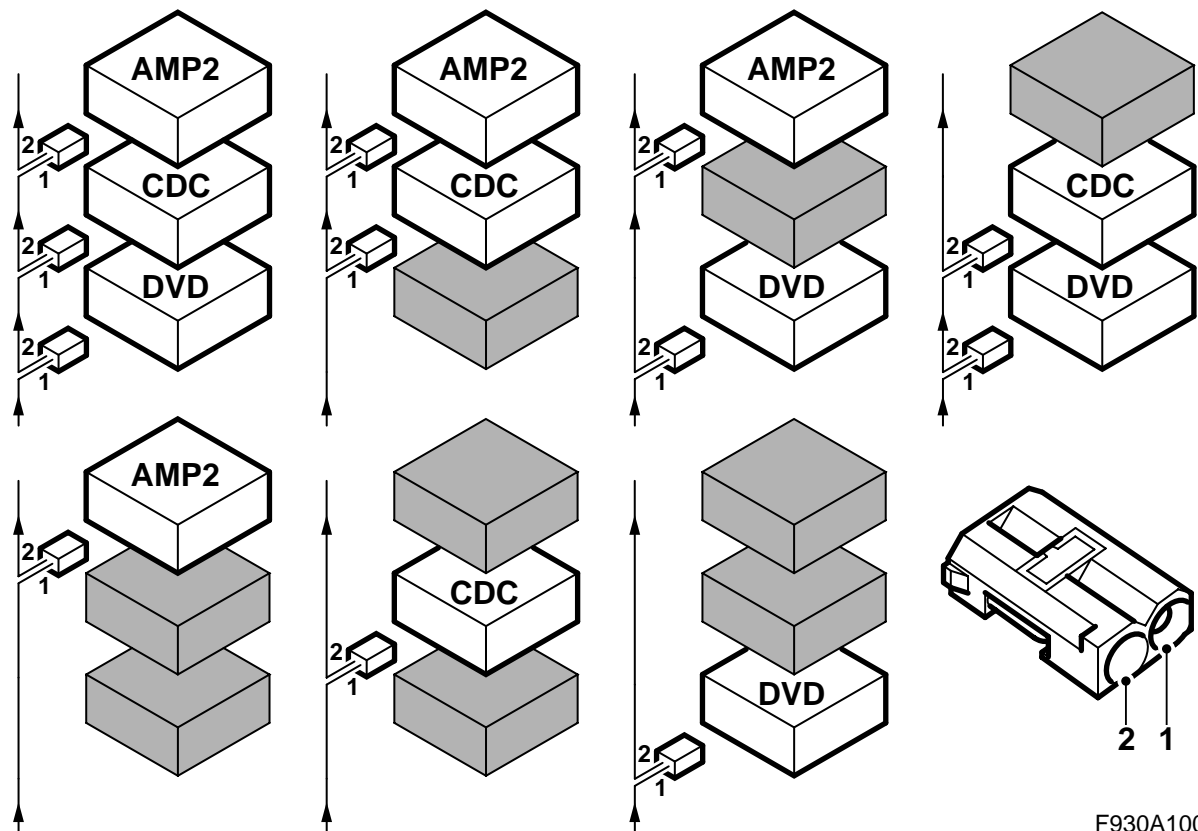 AMP2 AMP2 AMP2
2 2 2
1 CDC 1 CDC 1 CDC
2 2 2
1 DVD 1 DVD 1 DVD
2 2 2
1 1 1
AMP2
2
1 CDC
2
1 DVD
2 2 1
1
F930A100